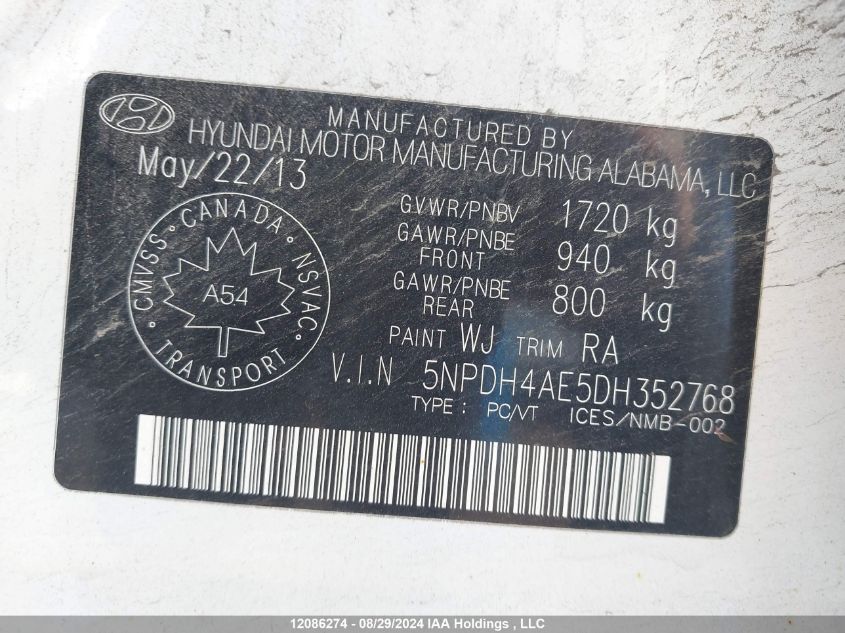 MANUFACTURED BY
HYUNDAI MOTOR MANUFACTURING ALABAMA, LLC
May/22/13
CMVSS · CANADA · NSVAC · TRANSPORT
A54
GVWR/PNBV 1720 kg
GAWR/PNBE
FRONT 940 kg
GAWR/PNBE
REAR 800 kg
PAINT WJ TRIM RA
V.I.N 5NPDH4AE5DH352768
TYPE : PC/VT ICES/NMB-002
12086274 - 08/29/2024 IAA Holdings , LLC